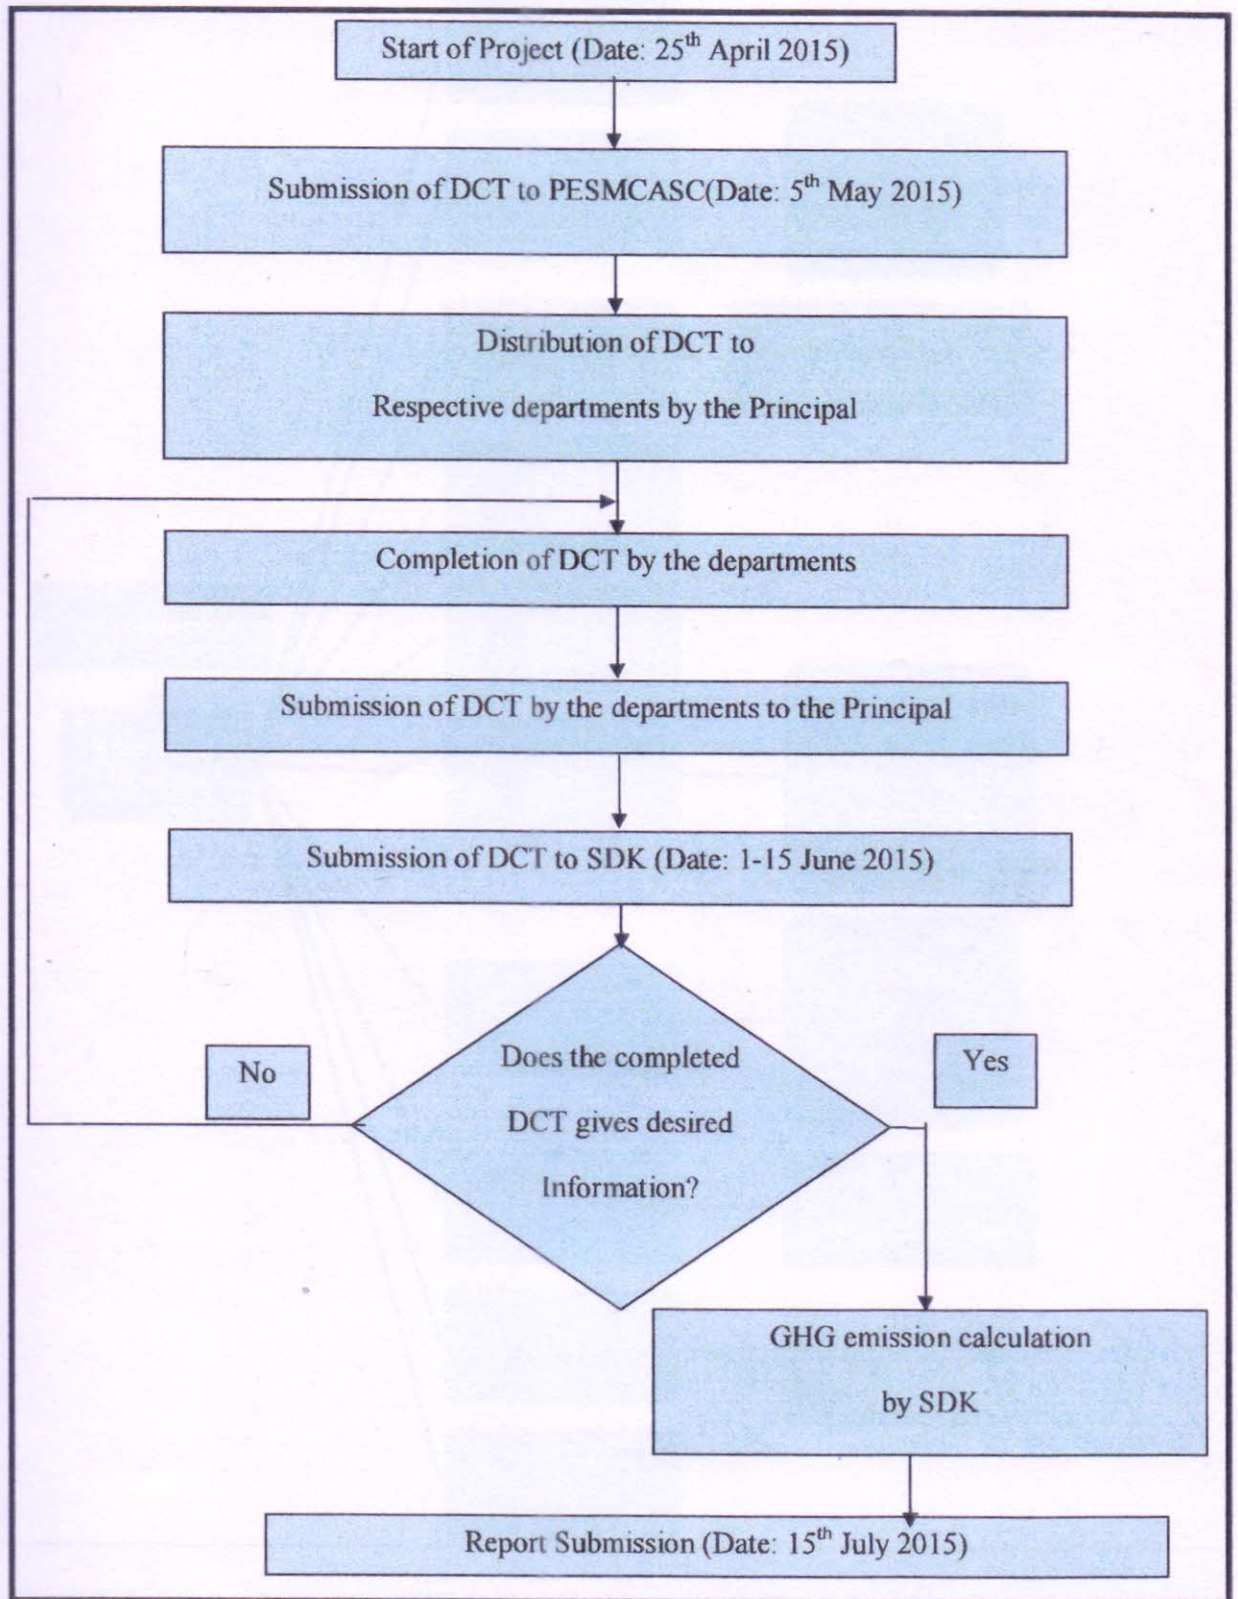 Start of Project (Date: 25th April 2015)
Submission of DCT to PESMCASC(Date: 5th May 2015)
Distribution of DCT to
Respective departments by the Principal
Completion of DCT by the departments
Submission of DCT by the departments to the Principal
Submission of DCT to SDK (Date: 1-15 June 2015)
No
Does the completed
DCT gives desired
Information?
Yes
GHG emission calculation
by SDK
Report Submission (Date: 15th July 2015)